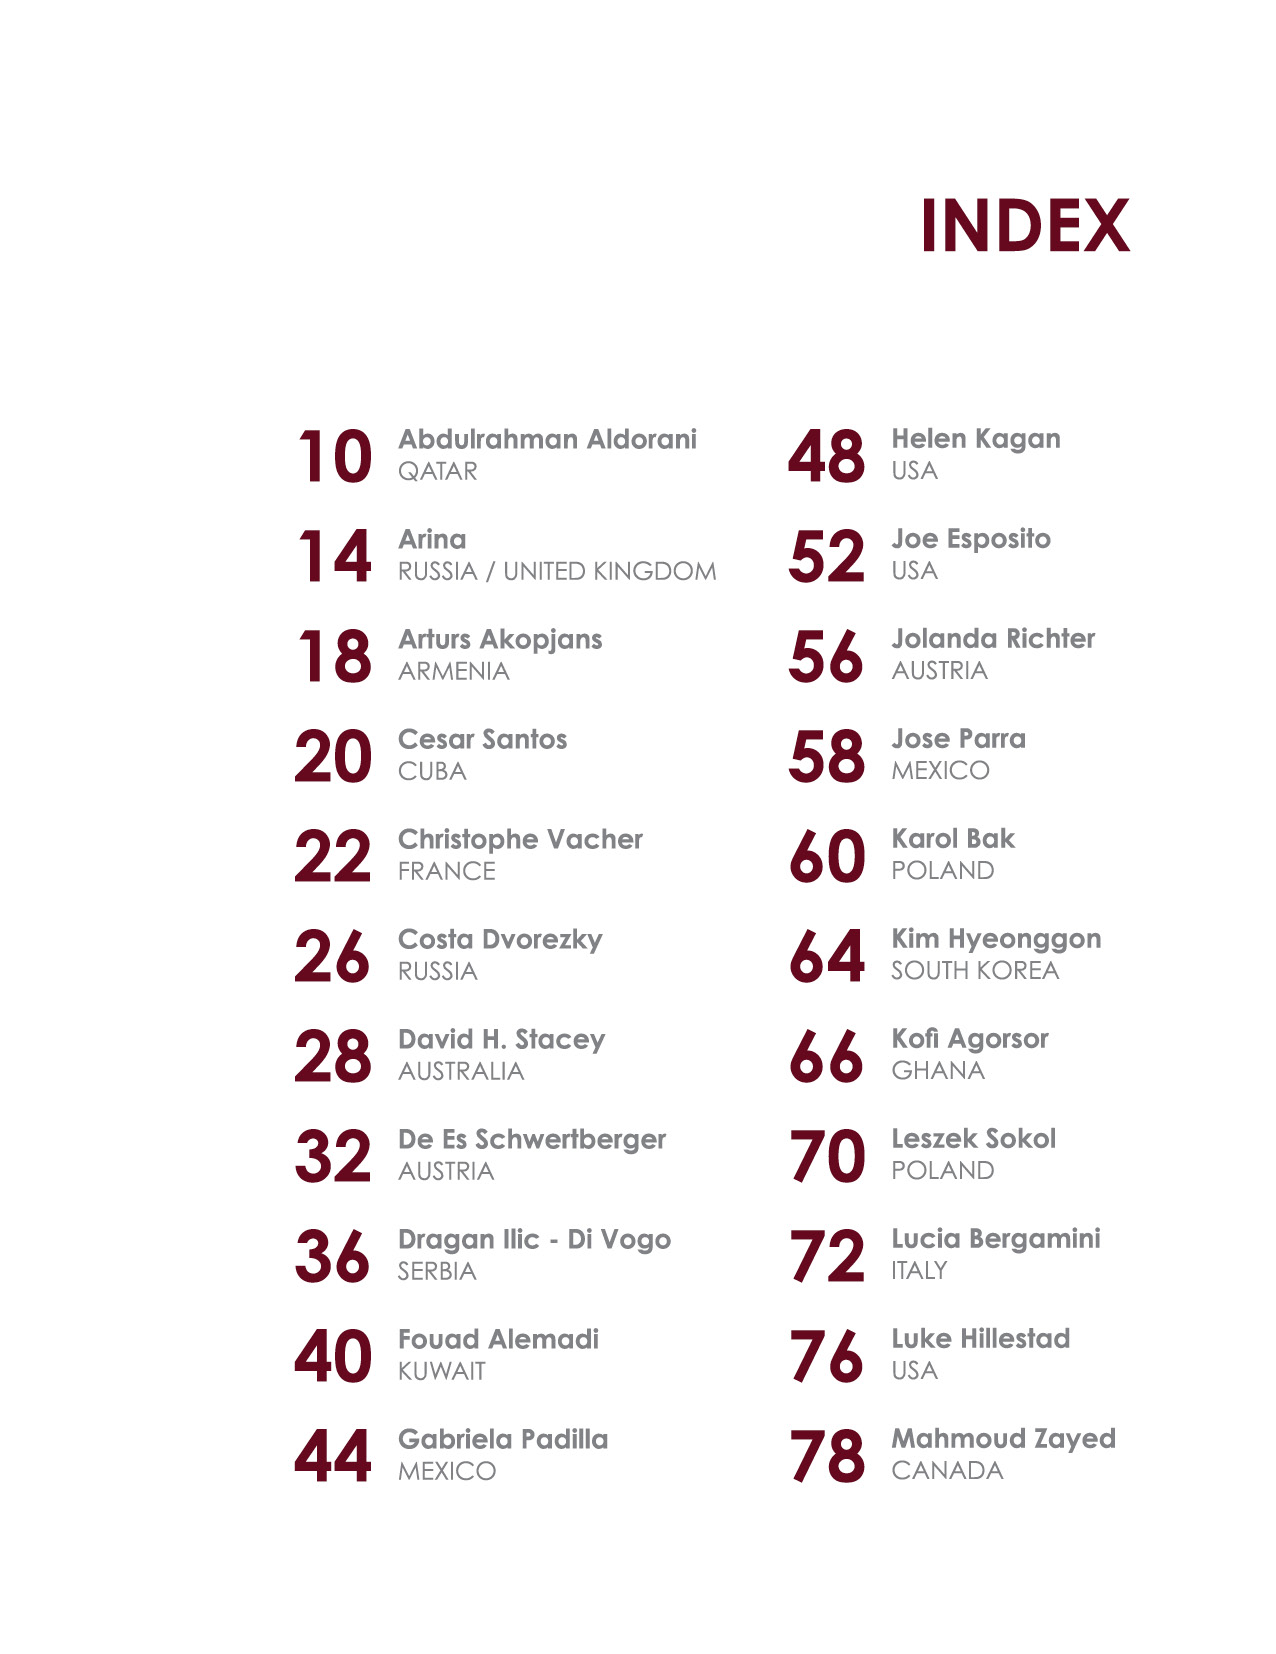 INDEX
10
Abdulrahman Aldorani
QATAR
14
Arina
RUSSIA / UNITED KINGDOM
18
Arturs Akopjans
ARMENIA
20
Cesar Santos
CUBA
22
Christophe Vacher
FRANCE
26
Costa Dvorezky
RUSSIA
28
David H. Stacey
AUSTRALIA
32
De Es Schwertberger
AUSTRIA
36
Dragan Ilic - Di Vogo
SERBIA
40
Fouad Alemadi
KUWAIT
44
Gabriela Padilla
MEXICO
48
Helen Kagan
USA
52
Joe Esposito
USA
56
Jolanda Richter
AUSTRIA
58
Jose Parra
MEXICO
60
Karol Bak
POLAND
64
Kim Hyeonggon
SOUTH KOREA
66
Kofi Agorsor
GHANA
70
Leszek Sokol
POLAND
72
Lucia Bergamini
ITALY
76
Luke Hillestad
USA
78
Mahmoud Zayed
CANADA